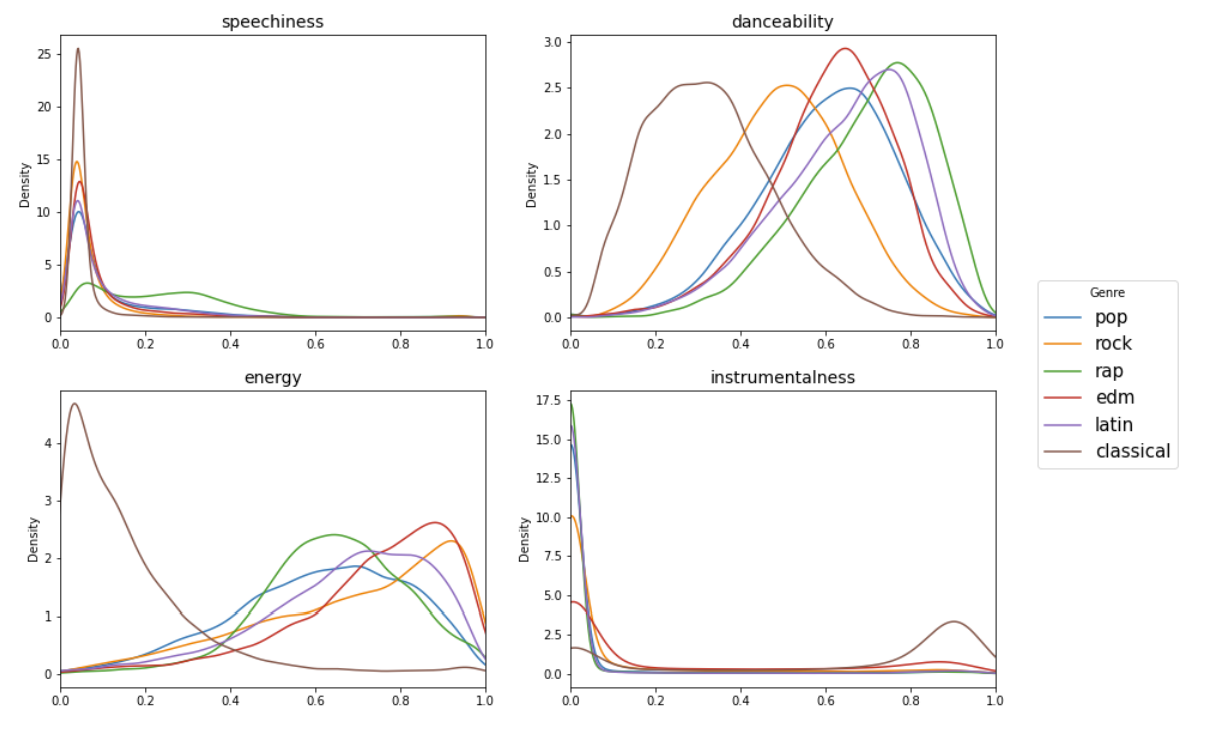 speechiness
25
20
15
10
5
0
Density
0.0 0.2 0.4 0.6 0.8 1.0
danceability
3.0
2.5
2.0
1.5
1.0
0.5
0.0
Density
0.0 0.2 0.4 0.6 0.8 1.0
energy
4
3
2
1
0
Density
0.0 0.2 0.4 0.6 0.8 1.0
instrumentalness
17.5
15.0
12.5
10.0
7.5
5.0
2.5
0.0
Density
0.0 0.2 0.4 0.6 0.8 1.0
Genre
pop
rock
rap
edm
latin
classical